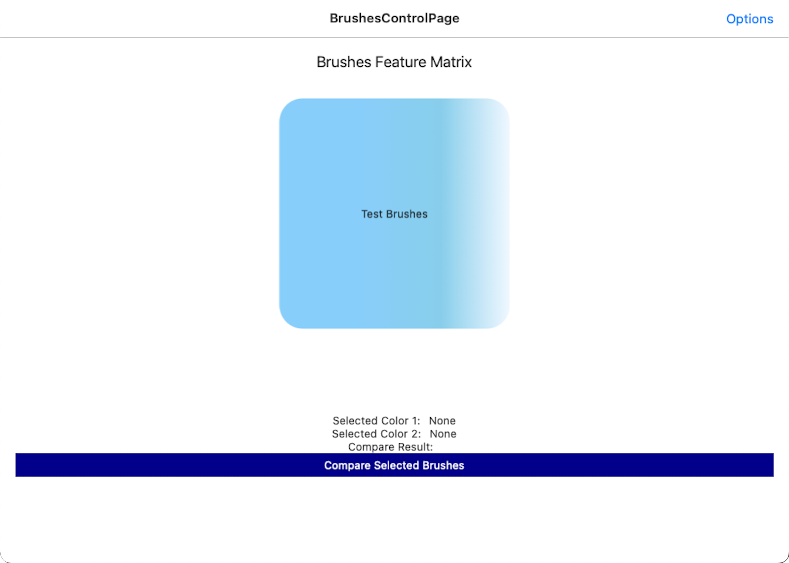 BrushesControlPage
Options
Brushes Feature Matrix
Test Brushes
Selected Color 1: None
Selected Color 2: None
Compare Result:
Compare Selected Brushes